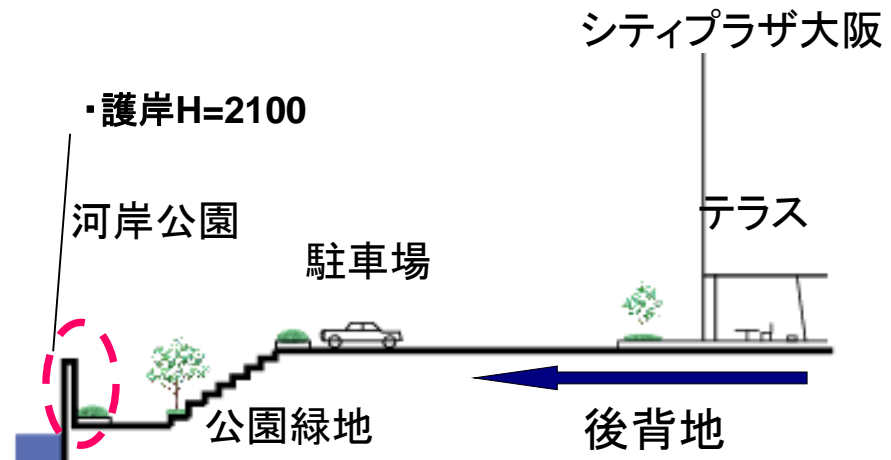 シティプラザ大阪
・護岸H=2100
河岸公園
テラス
駐車場
公園緑地
後背地